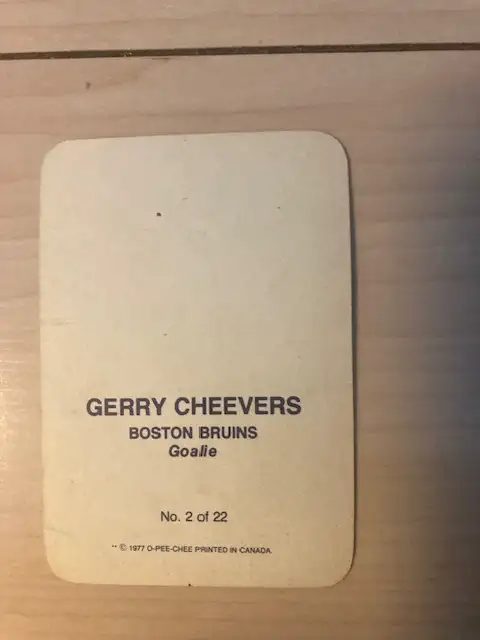 GERRY CHEEVERS
BOSTON BRUINS
Goalie
No. 2 of 22
** © 1977 O-PEE-CHEE PRINTED IN CANADA.